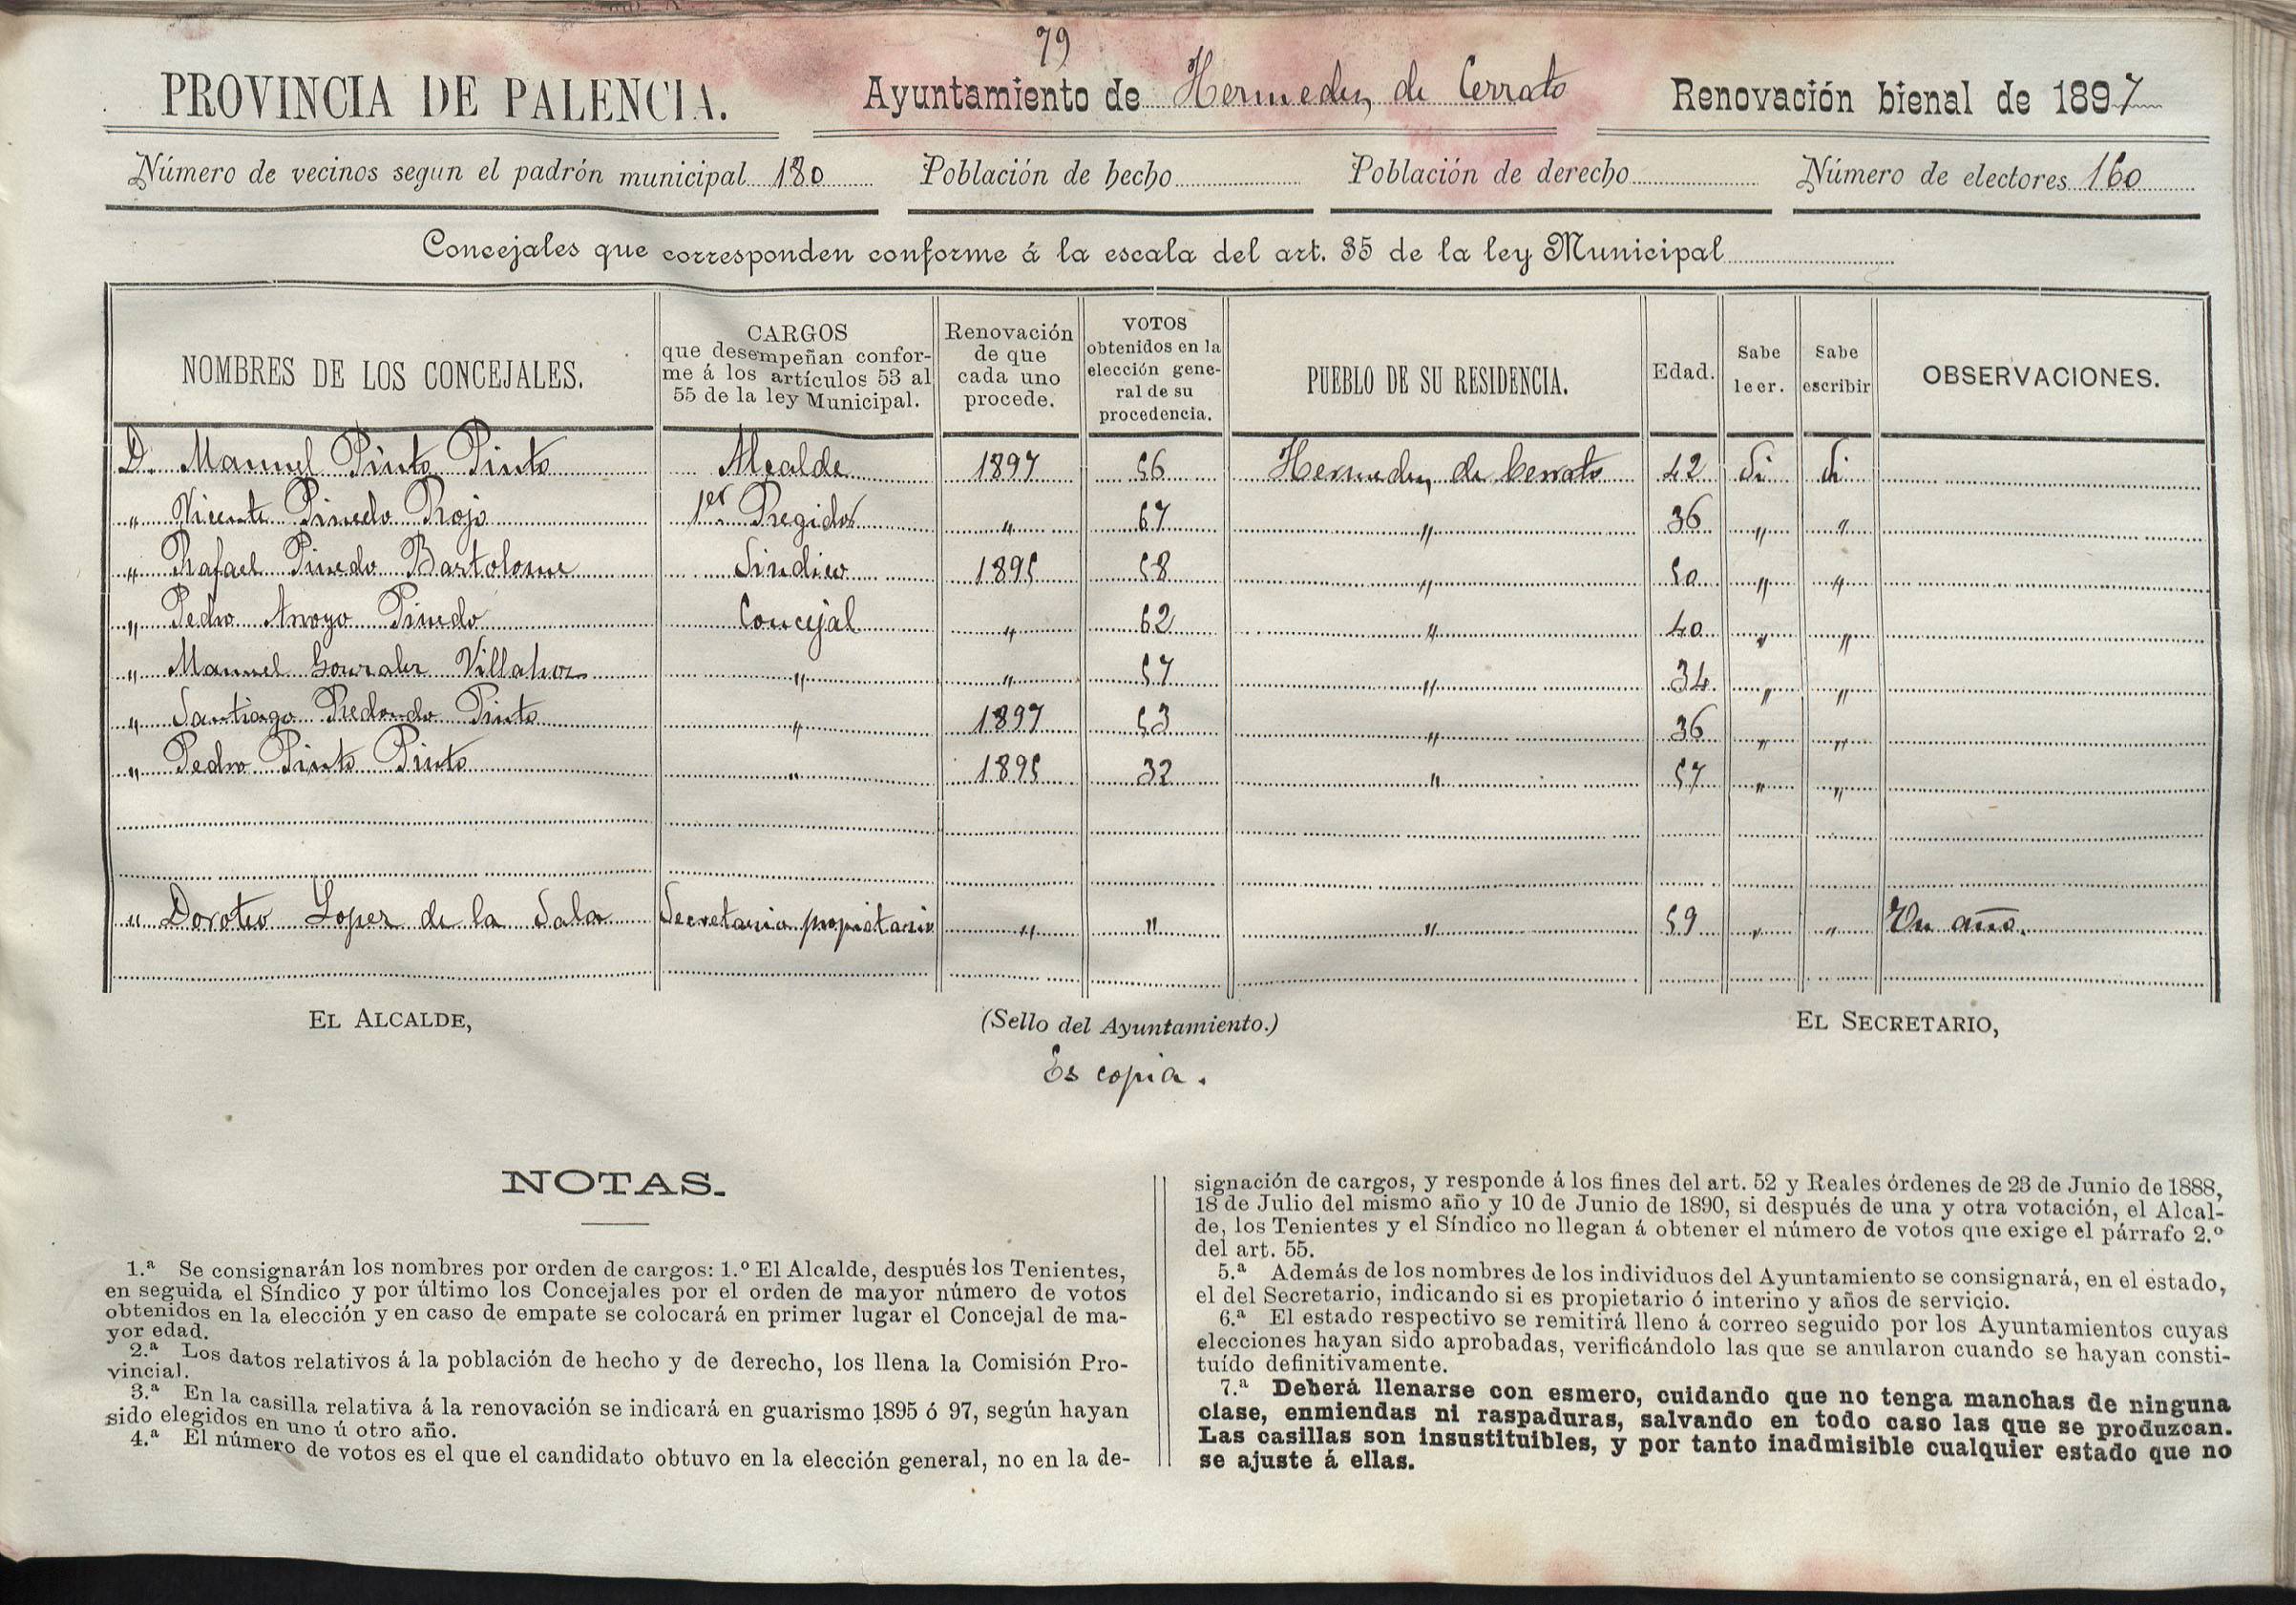 79
PROVINCIA DE PALENCIA. Ayuntamiento de Hermedes de Cerrato Renovación bienal de 1897
Número de vecinos segun el padrón municipal 180 Población de hecho Población de derecho Número de electores 160
Concejales que corresponden conforme á la escala del art. 35 de la ley Municipal
NOMBRES DE LOS CONCEJALES. CARGOS que desempeñan conforme á los artículos 53 al 55 de la ley Municipal. Renovación de que cada uno procede. VOTOS obtenidos en la elección general de su procedencia. PUEBLO DE SU RESIDENCIA. Edad. Sabe leer. Sabe escribir OBSERVACIONES.
D. Manuel Pinto Pinto Alcalde 1897 56 Hermedes de Cerrato 42 Si Si
" Vicente Pinedo Rojo 1er Regidor " 67 " 36 " "
" Rafael Pinedo Bartolome Sindico 1895 58 " 50 " "
" Pedro Arroyo Pinedo Concejal " 62 " 40 " "
" Manuel Gonzalez Villahoz " " 57 " 34 " "
" Santiago Redondo Pinto " 1897 53 " 36 " "
" Pedro Pinto Pinto " 1895 32 " 57 " "
" Doroteo Lopez de la Sala Secretario propietario " " " 59 " " Un año.
EL ALCALDE, (Sello del Ayuntamiento.) EL SECRETARIO,
Es copia.
NOTAS.
1.ª Se consignarán los nombres por orden de cargos: 1.º El Alcalde, después los Tenientes,
en seguida el Síndico y por último los Concejales por el orden de mayor número de votos
obtenidos en la elección y en caso de empate se colocará en primer lugar el Concejal de ma-
yor edad.
2.ª Los datos relativos á la población de hecho y de derecho, los llena la Comisión Pro-
vincial.
3.ª En la casilla relativa á la renovación se indicará en guarismo 1895 ó 97, según hayan
sido elegidos en uno ú otro año.
4.ª El número de votos es el que el candidato obtuvo en la elección general, no en la de-
signación de cargos, y responde á los fines del art. 52 y Reales órdenes de 23 de Junio de 1888,
18 de Julio del mismo año y 10 de Junio de 1890, si después de una y otra votación, el Alcal-
de, los Tenientes y el Síndico no llegan á obtener el número de votos que exige el párrafo 2.º
del art. 55.
5.ª Además de los nombres de los individuos del Ayuntamiento se consignará, en el estado,
el del Secretario, indicando si es propietario ó interino y años de servicio.
6.ª El estado respectivo se remitirá lleno á correo seguido por los Ayuntamientos cuyas
elecciones hayan sido aprobadas, verificándolo las que se anularon cuando se hayan consti-
tuído definitivamente.
7.ª Deberá llenarse con esmero, cuidando que no tenga manchas de ninguna
clase, enmiendas ni raspaduras, salvando en todo caso las que se produzcan.
Las casillas son insustituibles, y por tanto inadmisible cualquier estado que no
se ajuste á ellas.